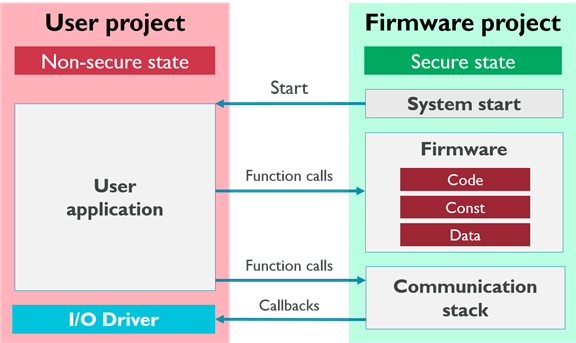 User project
Firmware project
Non-secure state
Secure state
Start
System start
User
application
Function calls
Firmware
Code
Const
Data
Function calls
Communication
stack
Callbacks
I/O Driver